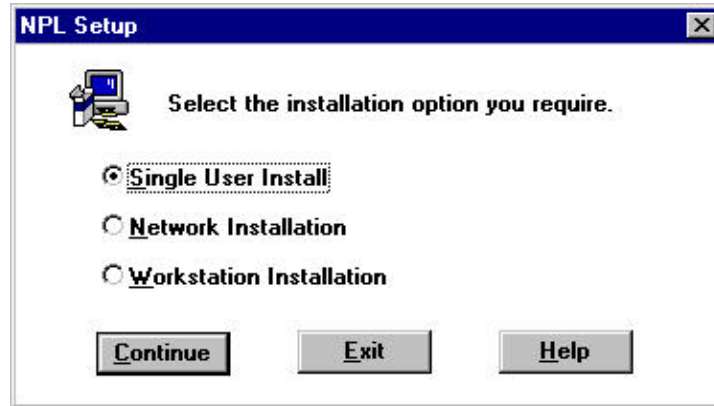 NPL Setup
Select the installation option you require.
Single User Install
Network Installation
Workstation Installation
Continue Exit Help